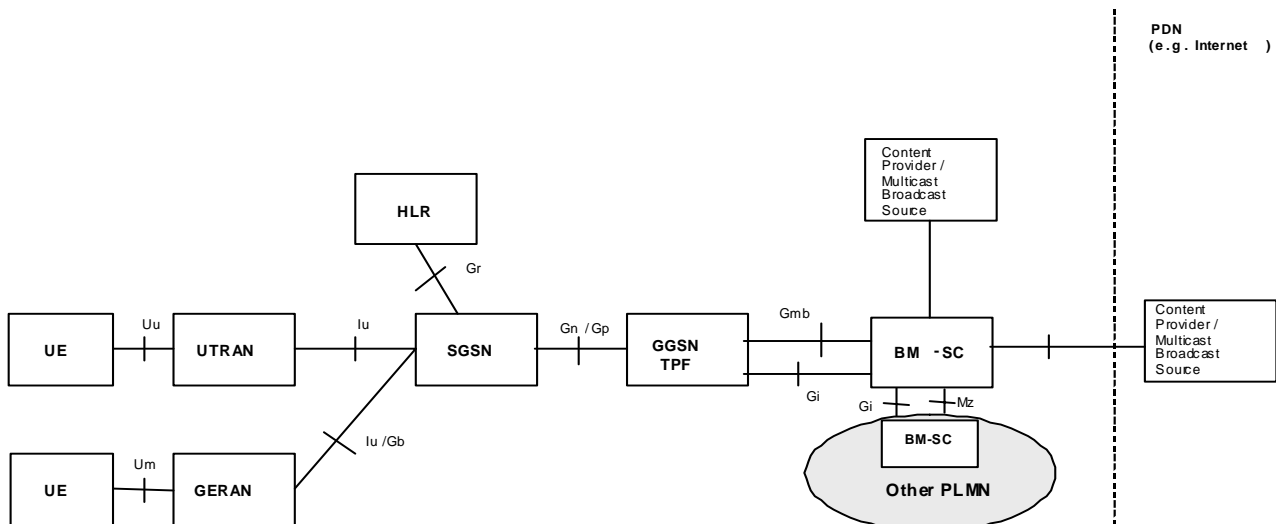 PDN
(e.g. Internet )
Content
Provider /
Multicast
Broadcast
Source
HLR
Gr
Uu
Iu
Gn /Gp
Gmb
UE
UTRAN
SGSN
GGSN
TPF
BM -SC
Content
Provider /
Multicast
Broadcast
Source
Gi
Gi
Mz
Iu /Gb
BM-SC
Um
UE
GERAN
Other PLMN